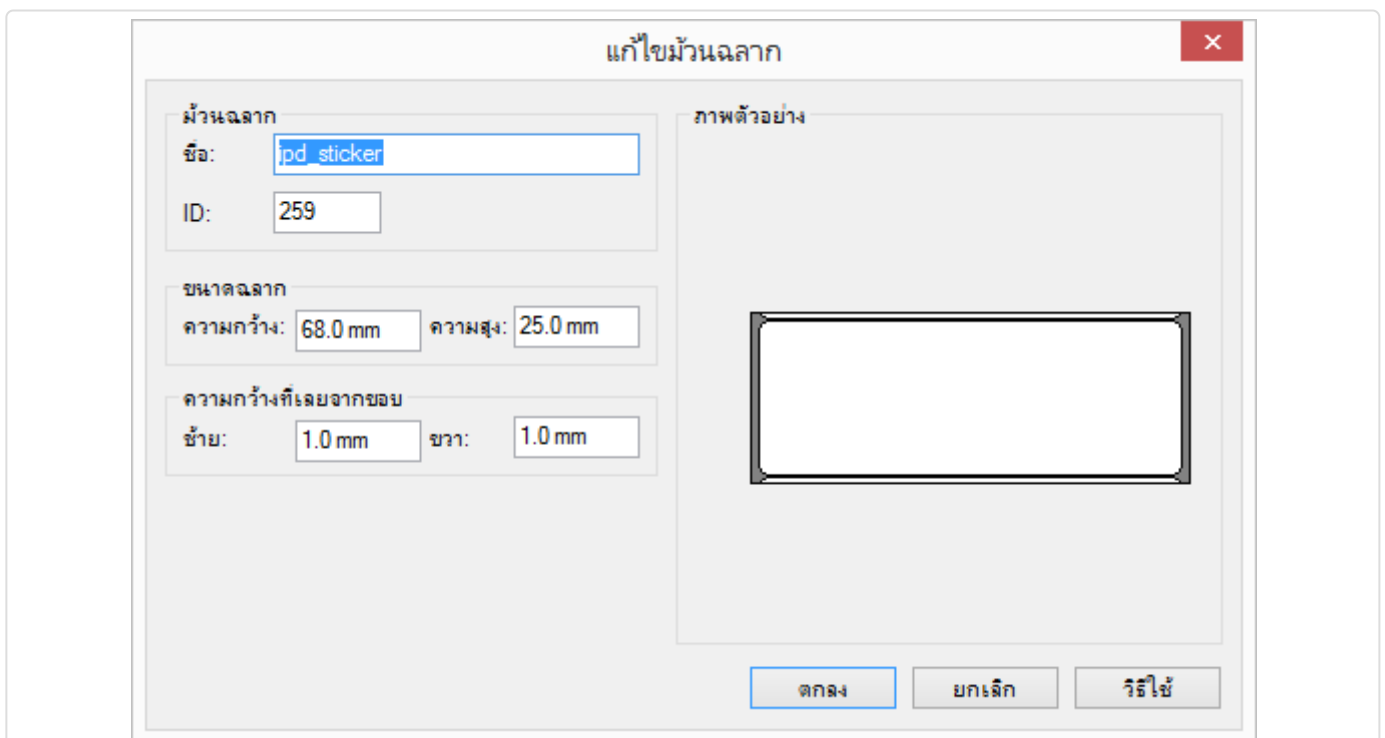 แก้ไขม้วนฉลาก
ม้วนฉลาก
ชื่อ: ipd_sticker
ID: 259
ขนาดฉลาก
ความกว้าง: 68.0 mm ความสูง: 25.0 mm
ความกว้างที่เลยจากขอบ
ซ้าย: 1.0 mm ขวา: 1.0 mm
ภาพตัวอย่าง
ตกลง ยกเลิก วิธีใช้